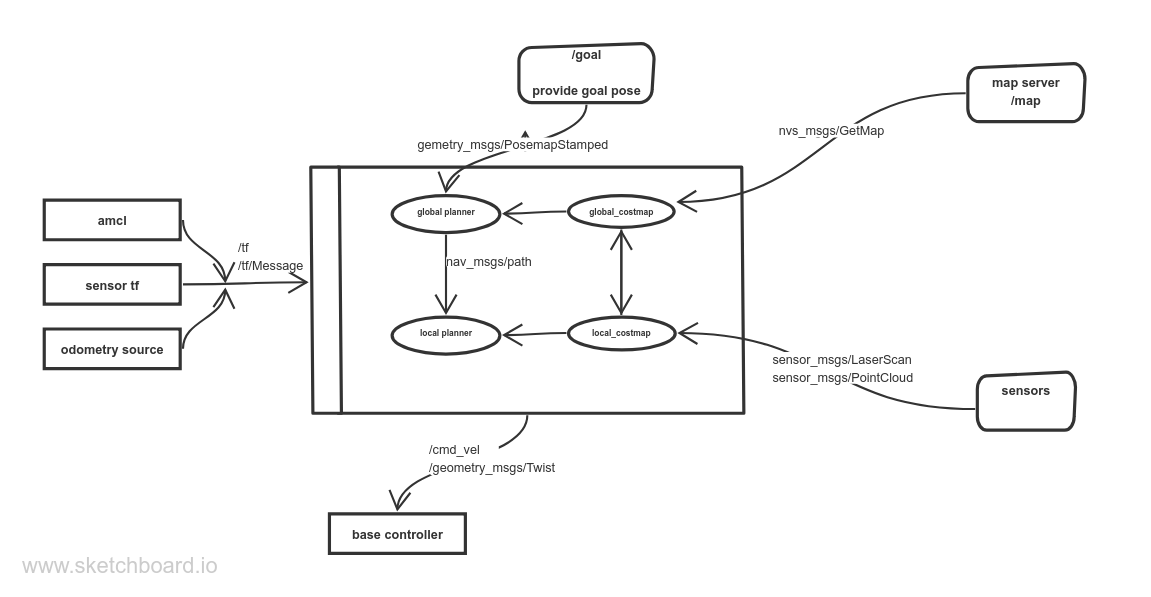 /goal
provide goal pose
map server
/map
nvs_msgs/GetMap
gemetry_msgs/PosemapStamped
amcl
sensor tf
odometry source
/tf
/tf/Message
global planner
global_costmap
nav_msgs/path
local planner
local_costmap
sensor_msgs/LaserScan
sensor_msgs/PointCloud
sensors
/cmd_vel
/geometry_msgs/Twist
base controller
www.sketchboard.io